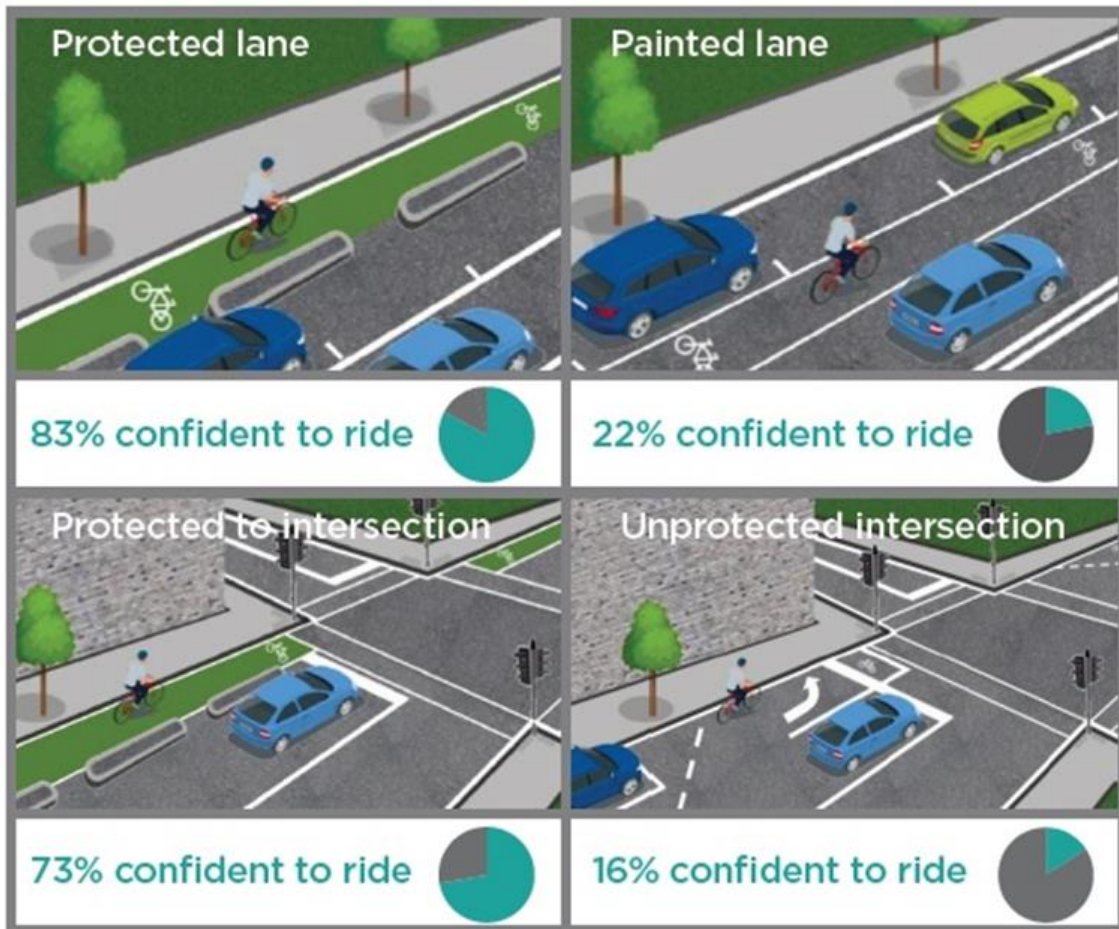 Protected lane
Painted lane
83% confident to ride
22% confident to ride
Protected to intersection
Unprotected intersection
73% confident to ride
16% confident to ride